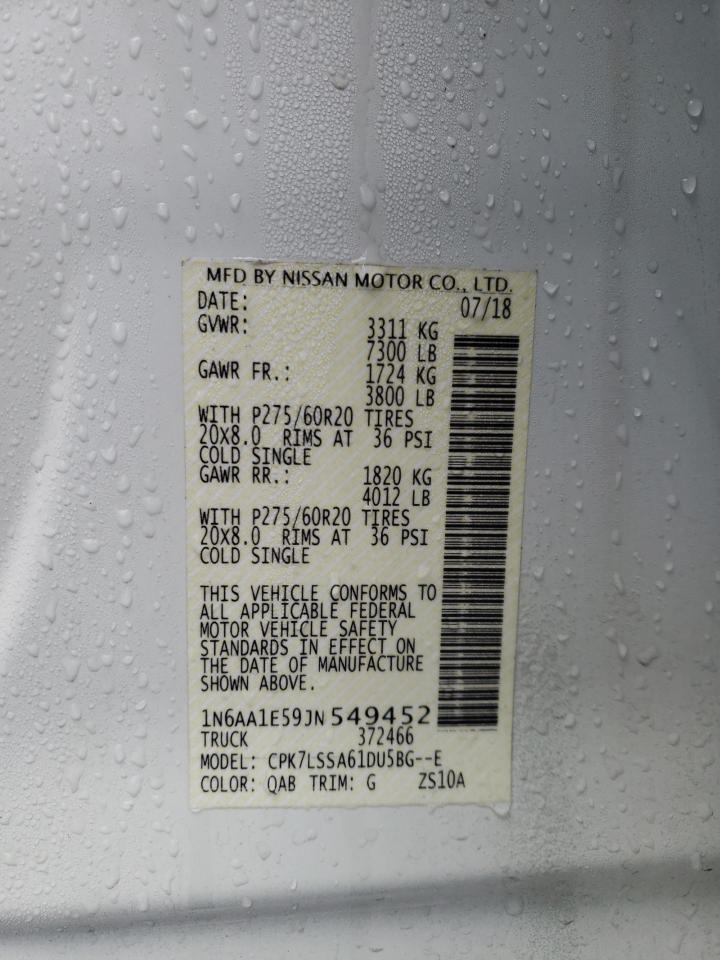 MFD BY NISSAN MOTOR CO., LTD.
DATE: 07/18
GVWR: 3311 KG
7300 LB
GAWR FR.: 1724 KG
3800 LB
WITH P275/60R20 TIRES
20X8.0 RIMS AT 36 PSI
COLD SINGLE
GAWR RR.: 1820 KG
4012 LB
WITH P275/60R20 TIRES
20X8.0 RIMS AT 36 PSI
COLD SINGLE
THIS VEHICLE CONFORMS TO
ALL APPLICABLE FEDERAL
MOTOR VEHICLE SAFETY
STANDARDS IN EFFECT ON
THE DATE OF MANUFACTURE
SHOWN ABOVE.
1N6AA1E59JN549452
TRUCK 372466
MODEL: CPK7LSSA61DU5BG--E
COLOR: QAB TRIM: G ZS10A